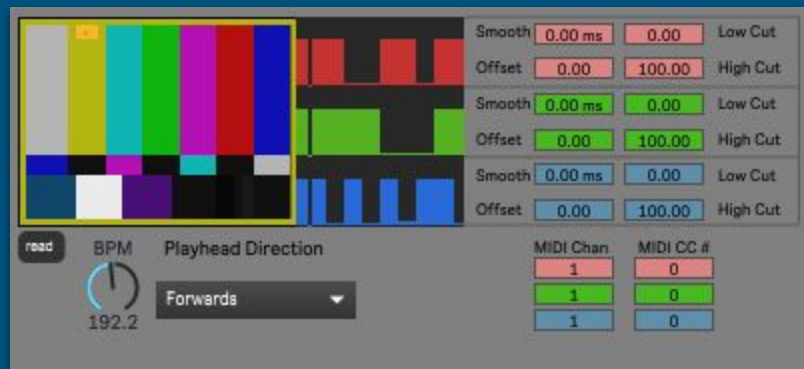 Smooth 0.00 ms 0.00 Low Cut
Offset 0.00 100.00 High Cut
Smooth 0.00 ms 0.00 Low Cut
Offset 0.00 100.00 High Cut
Smooth 0.00 ms 0.00 Low Cut
Offset 0.00 100.00 High Cut
read BPM Playhead Direction MIDI Chan MIDI CC #
1 0
Forwards 1 0
192.2 1 0